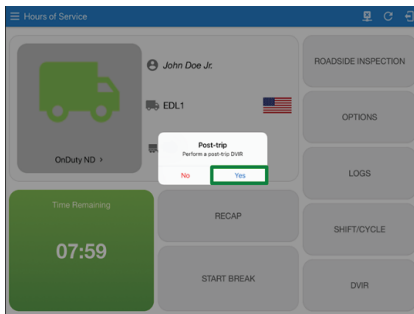 Hours of Service
John Doe Jr.
EDL1
OnDuty ND >
Post-trip
Perform a post-trip DVIR
No
Yes
Time Remaining
07:59
RECAP
START BREAK
ROADSIDE INSPECTION
OPTIONS
LOGS
SHIFT/CYCLE
DVIR